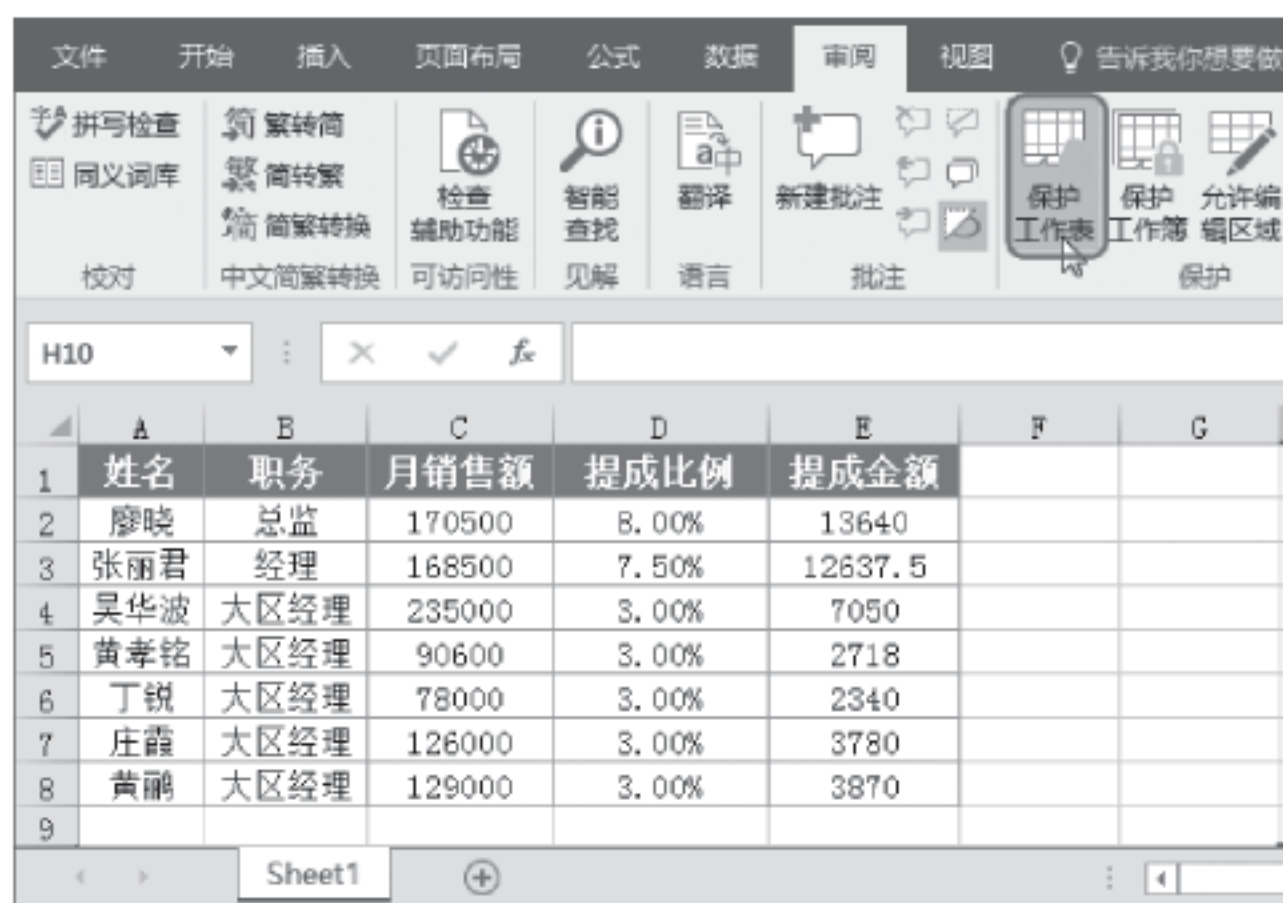 文件 开始 插入 页面布局 公式 数据 审阅 视图 告诉我你想要做
拼写检查 繁转简
同义词库 简转繁 检查 智能 翻译 新建批注 保护 保护 允许编
简繁转换 辅助功能 查找 工作表 工作簿 辑区域
校对 中文简繁转换 可访问性 见解 语言 批注 保护
H10 fx
A B C D E F G
1 姓名 职务 月销售额 提成比例 提成金额
2 廖晓 总监 170500 8.00% 13640
3 张丽君 经理 168500 7.50% 12637.5
4 吴华波 大区经理 235000 3.00% 7050
5 黄孝铭 大区经理 90600 3.00% 2718
6 丁锐 大区经理 78000 3.00% 2340
7 庄霞 大区经理 126000 3.00% 3780
8 黄鹂 大区经理 129000 3.00% 3870
9
Sheet1